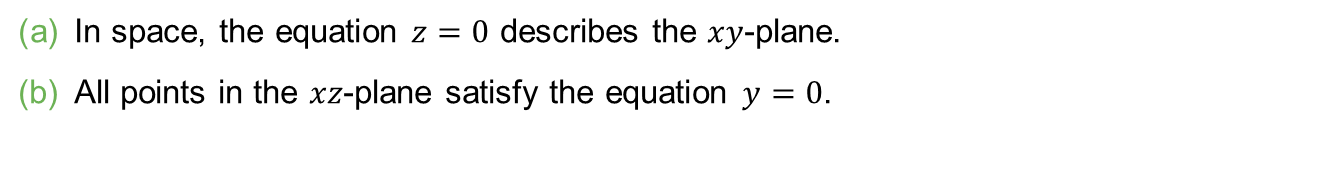 (a) In space, the equation z = 0 describes the xy-plane.
(b) All points in the xz-plane satisfy the equation y = 0.